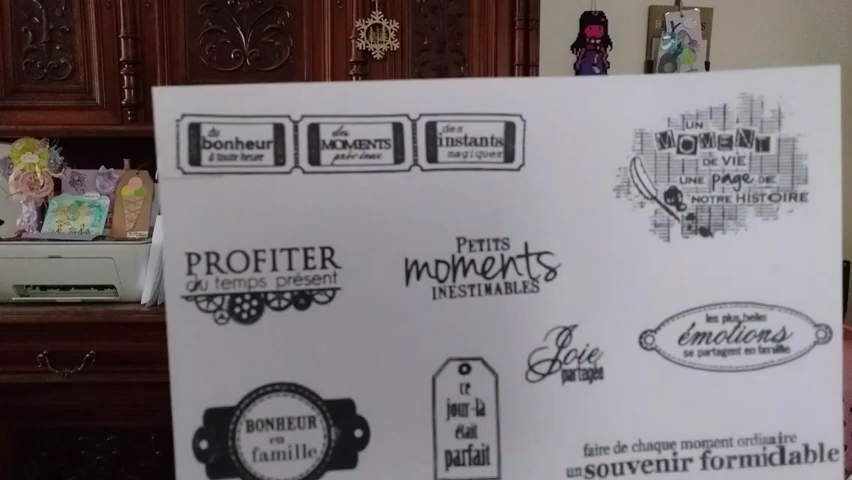 du
bonheur
à toute heure
des
MOMENTS
précieux
des
instants
magiques
UN
MOMENT
DE VIE
UNE page DE
NOTRE HISTOIRE
PROFITER
du temps présent
PETITS
moments
INESTIMABLES
Joie
partagée
les plus belles
émotions
se partagent en famille
BONHEUR
en
famille
ce
jour-là
était
parfait
faire de chaque moment ordinaire
un souvenir formidable